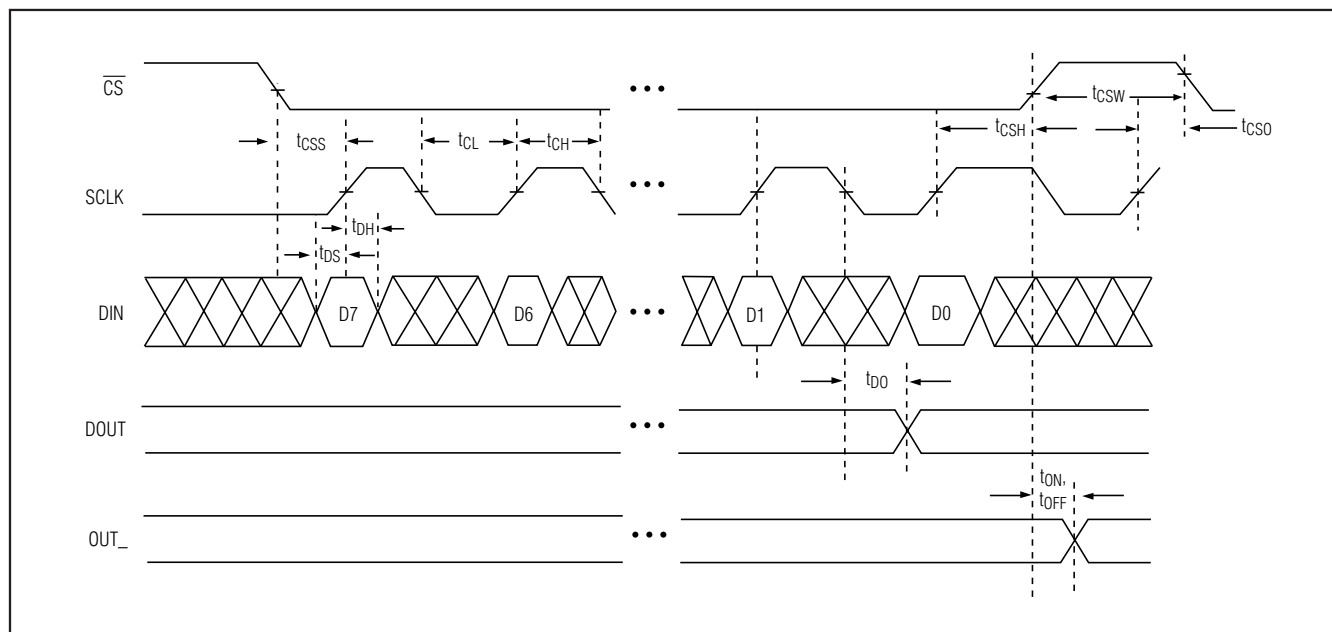 CS
tCSW
tCSS
tCL
tCH
tCSH
tCSO
SCLK
tDH
tDS
DIN
D7
D6
D1
D0
tDO
DOUT
tON,
tOFF
OUT_